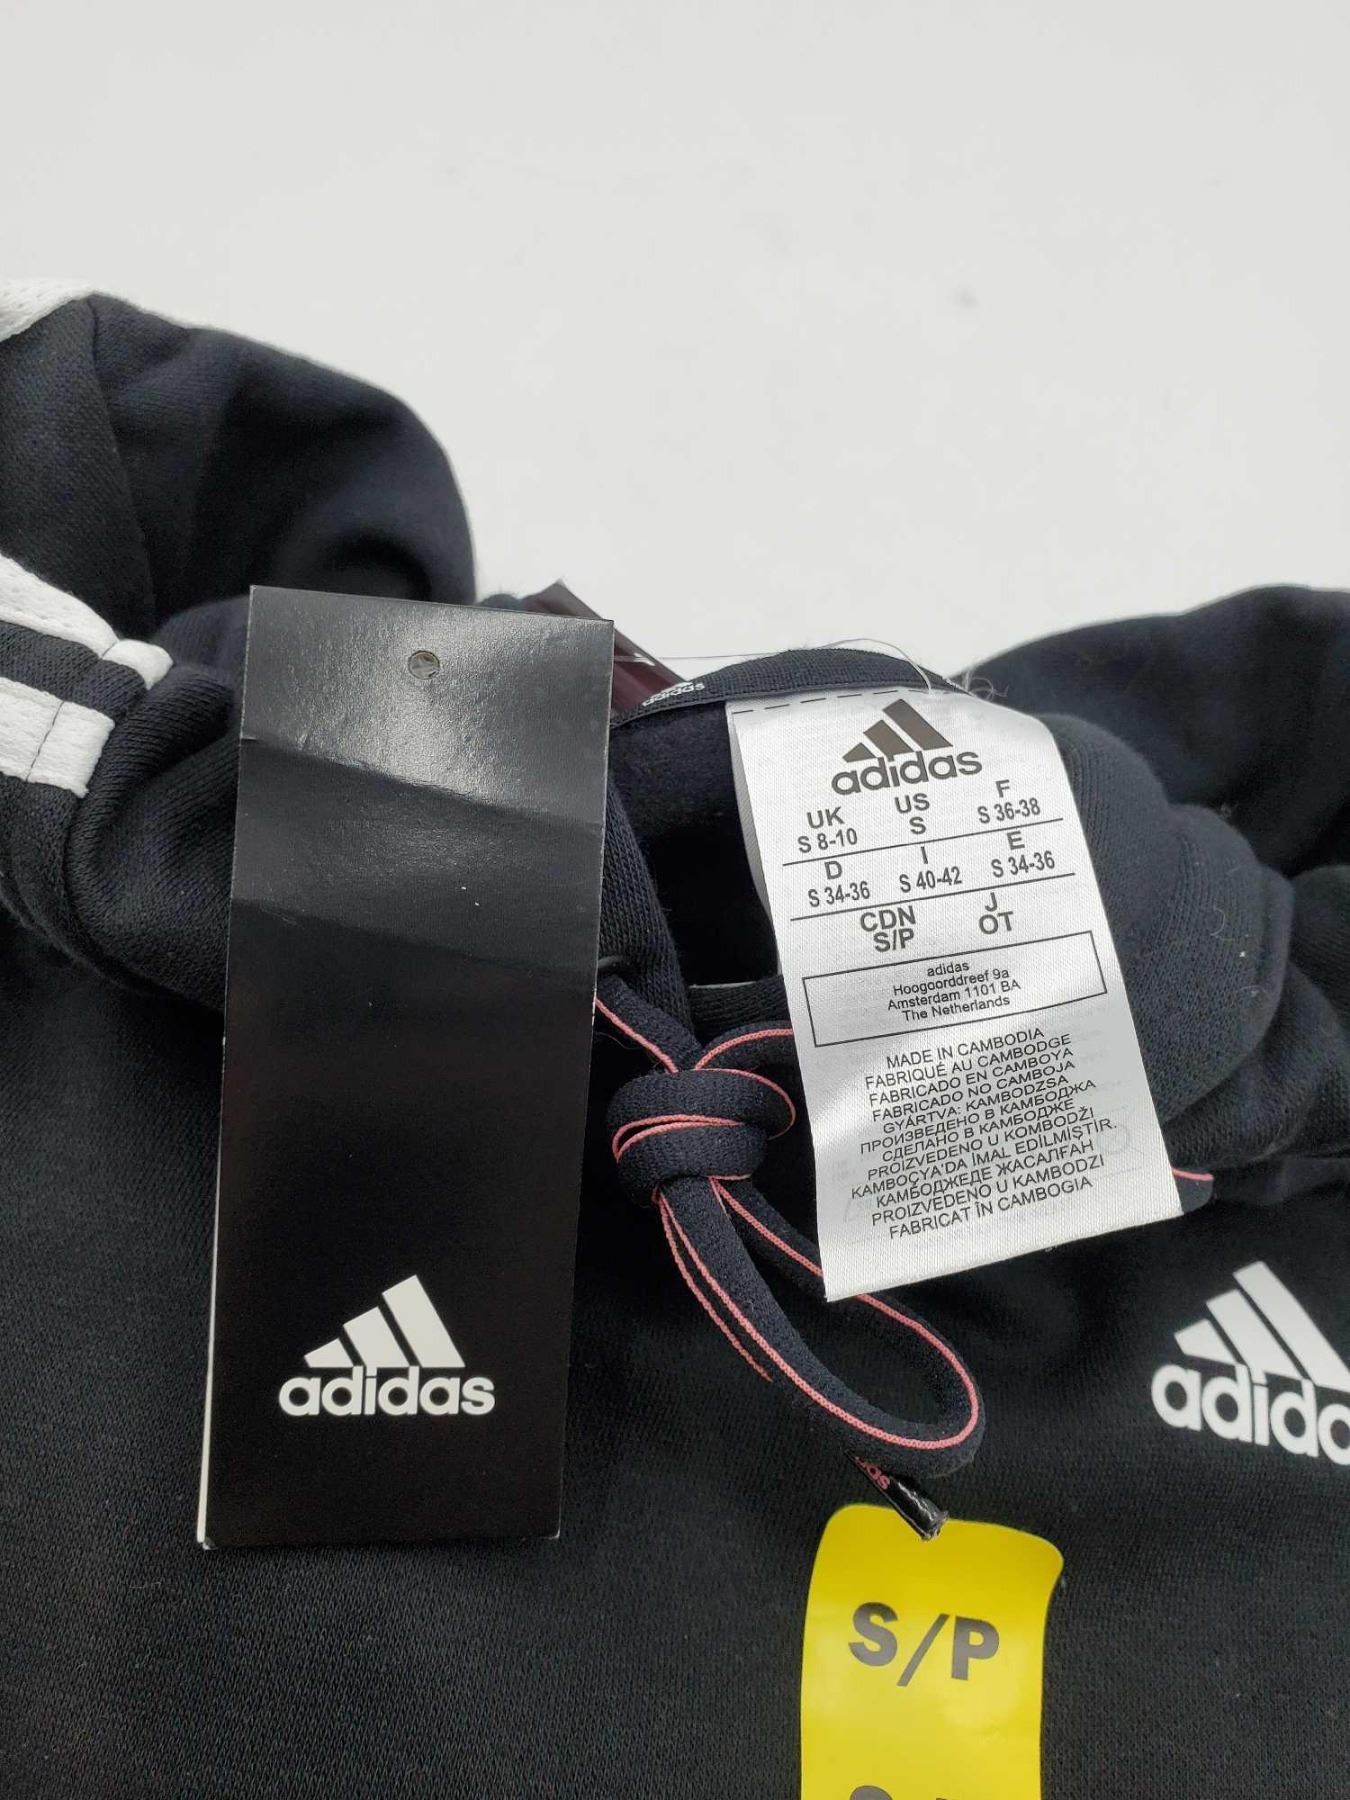 adidas
adidas
UK US F
S 8-10 S S 36-38
D I E
S 34-36 S 40-42 S 34-36
CDN J
S/P OT
adidas
Hoogoorddreef 9a
Amsterdam 1101 BA
The Netherlands
MADE IN CAMBODIA
FABRIQUÉ AU CAMBODGE
FABRICADO EN CAMBOYA
FABRICADO NO CAMBOJA
GYÁRTVA: KAMBODZSA
ПРОИЗВЕДЕНО В КАМБОДЖА
СДЕЛАНО В КАМБОДЖЕ
PROIZVEDENO U KOMBODŽI
KAMBOÇYA'DA İMAL EDİLMİŞTİR.
КАМБОДЖЕДЕ ЖАСАЛҒАН
PROIZVEDENO U KAMBODZI
FABRICAT ÎN CAMBOGIA
adidas
adida
S/P